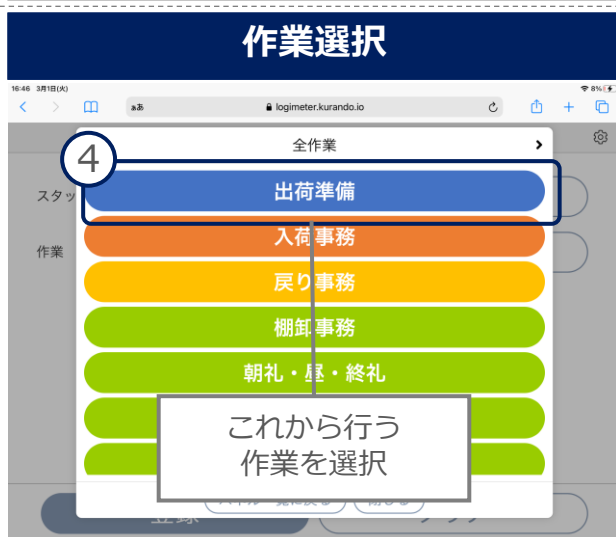 作業選択
16:46 3月1日(火)
8%
ぁあ
logimeter.kurando.io
全作業
4
出荷準備
スタッ
入荷事務
作業
戻り事務
棚卸事務
朝礼・昼・終礼
これから行う
作業を選択